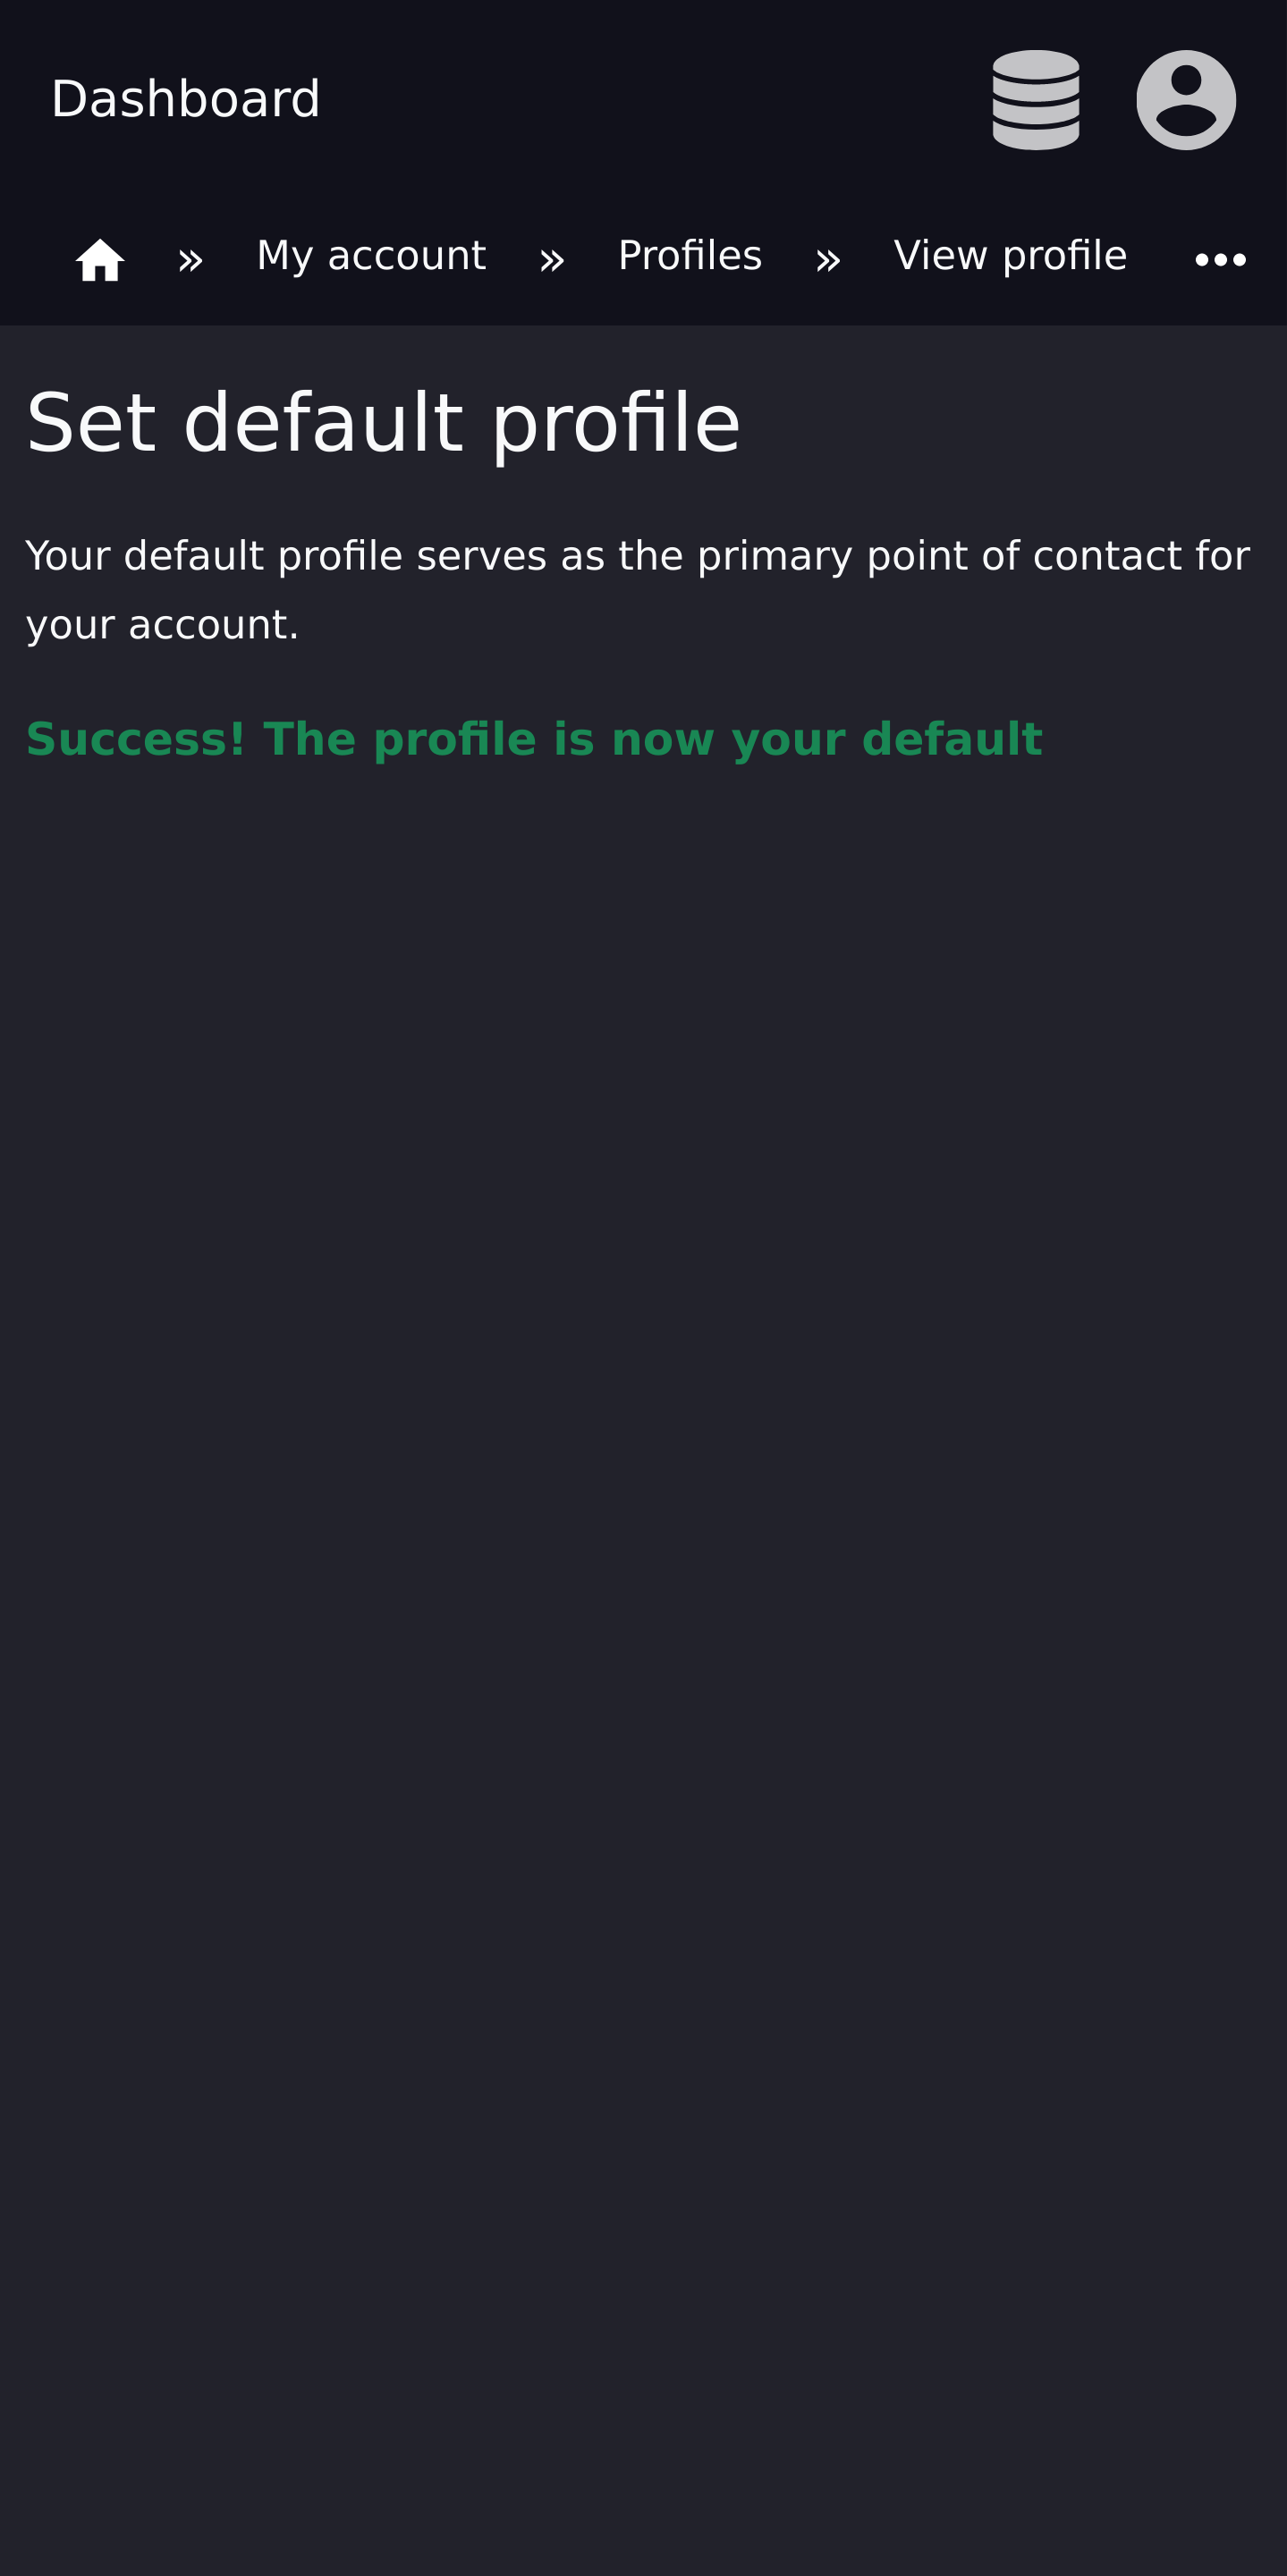 Dashboard
» My account » Profiles » View profile •••
Set default profile
Your default profile serves as the primary point of contact for
your account.
Success! The profile is now your default